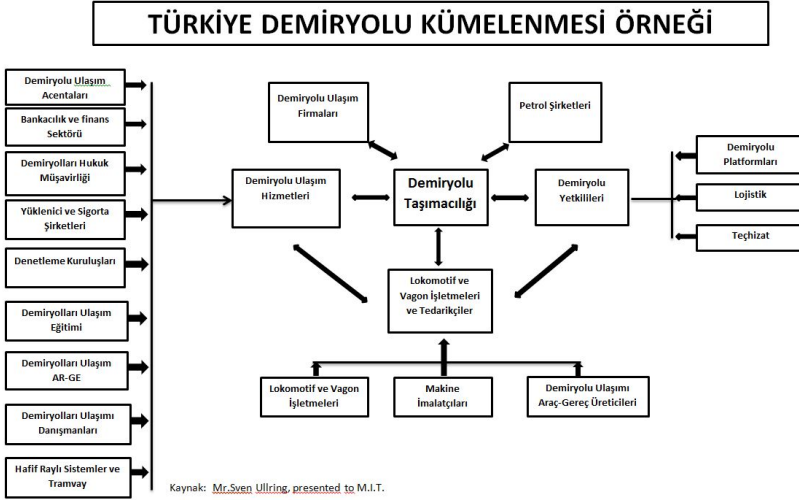 TÜRKİYE DEMİRYOLU KÜMELENMESİ ÖRNEĞİ
Demiryolu Ulaşım
Acentaları
Bankacılık ve finans
Sektörü
Demiryolları Hukuk
Müşavirliği
Yüklenici ve Sigorta
Şirketleri
Denetleme Kuruluşları
Demiryolları Ulaşım
Eğitimi
Demiryolları Ulaşım
AR-GE
Demiryolları Ulaşımı
Danışmanları
Hafif Raylı Sistemler ve
Tramvay
Demiryolu Ulaşım
Firmaları
Petrol Şirketleri
Demiryolu Ulaşım
Hizmetleri
Demiryolu
Taşımacılığı
Demiryolu
Yetkilileri
Demiryolu
Platformları
Lojistik
Teçhizat
Lokomotif ve
Vagon İşletmeleri
ve Tedarikçiler
Lokomotif ve Vagon
İşletmeleri
Makine
İmalatçıları
Demiryolu Ulaşımı
Araç-Gereç Üreticileri
Kaynak: Mr.Sven Ullring, presented to M.I.T.